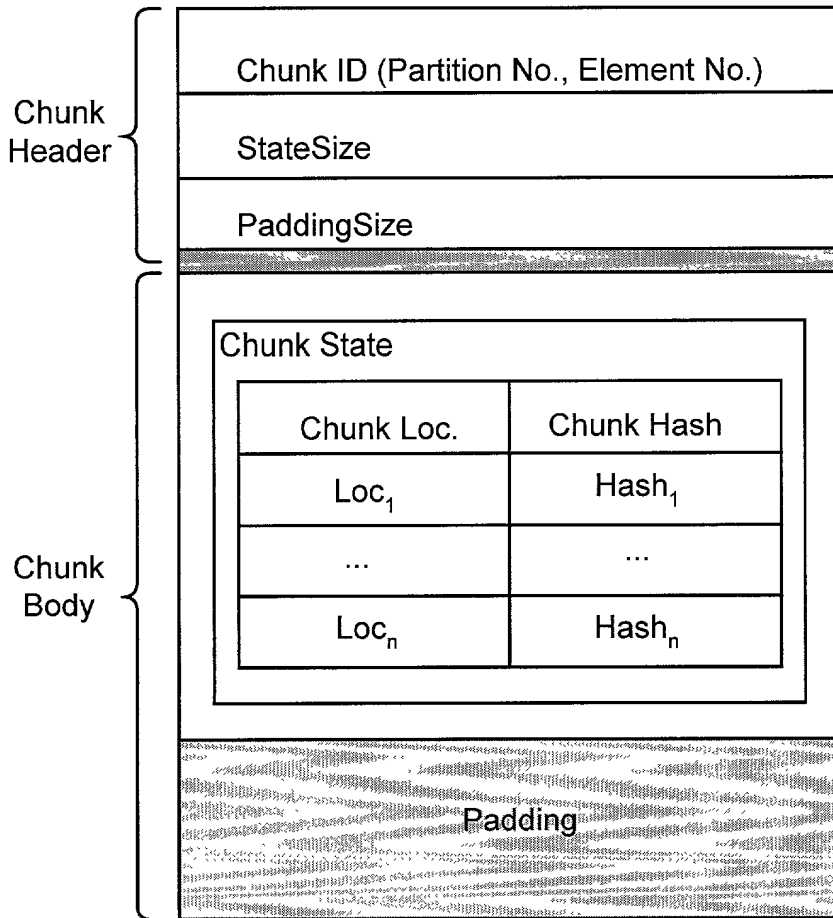 Chunk ID (Partition No., Element No.)
Chunk
Header
StateSize
PaddingSize
Chunk State
Chunk Loc. Chunk Hash
Loc1 Hash1
... ...
Chunk
Body
Locn Hashn
Padding